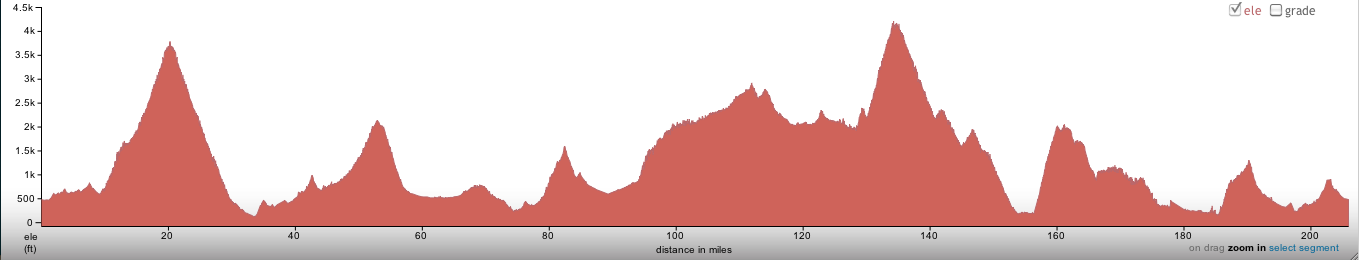 4.5k
ele grade
4k
3.5k
3k
2.5k
2k
1.5k
1k
500
0
ele 20 40 60 80 100 120 140 160 180 200
(ft) distance in miles on drag zoom in select segment